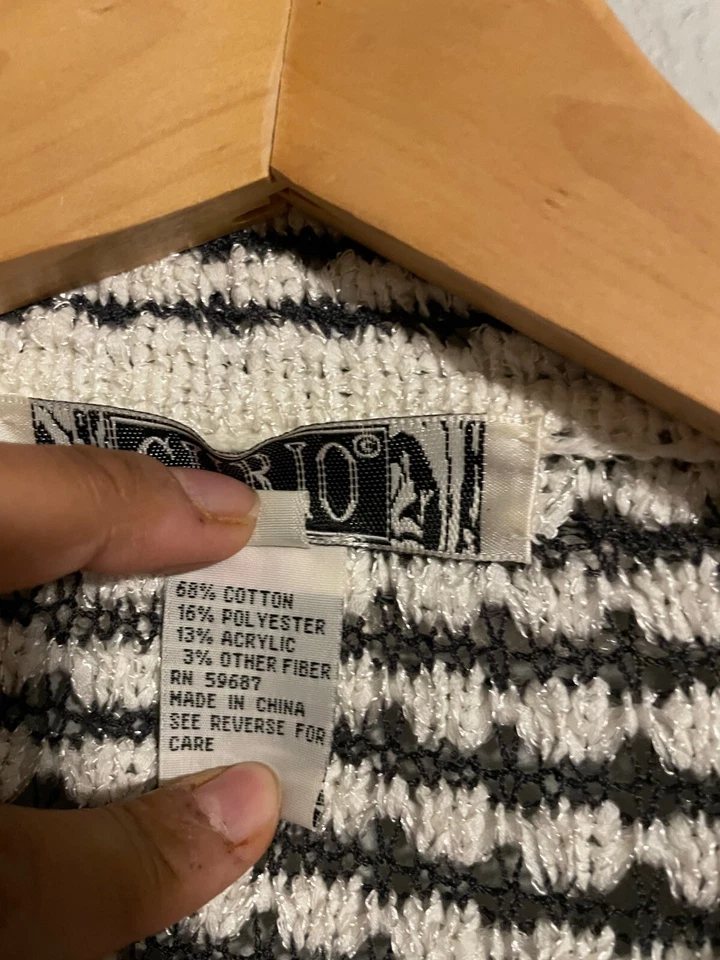 68% COTTON
16% POLYESTER
13% ACRYLIC
3% OTHER FIBER
RN 59687
MADE IN CHINA
SEE REVERSE FOR
CARE